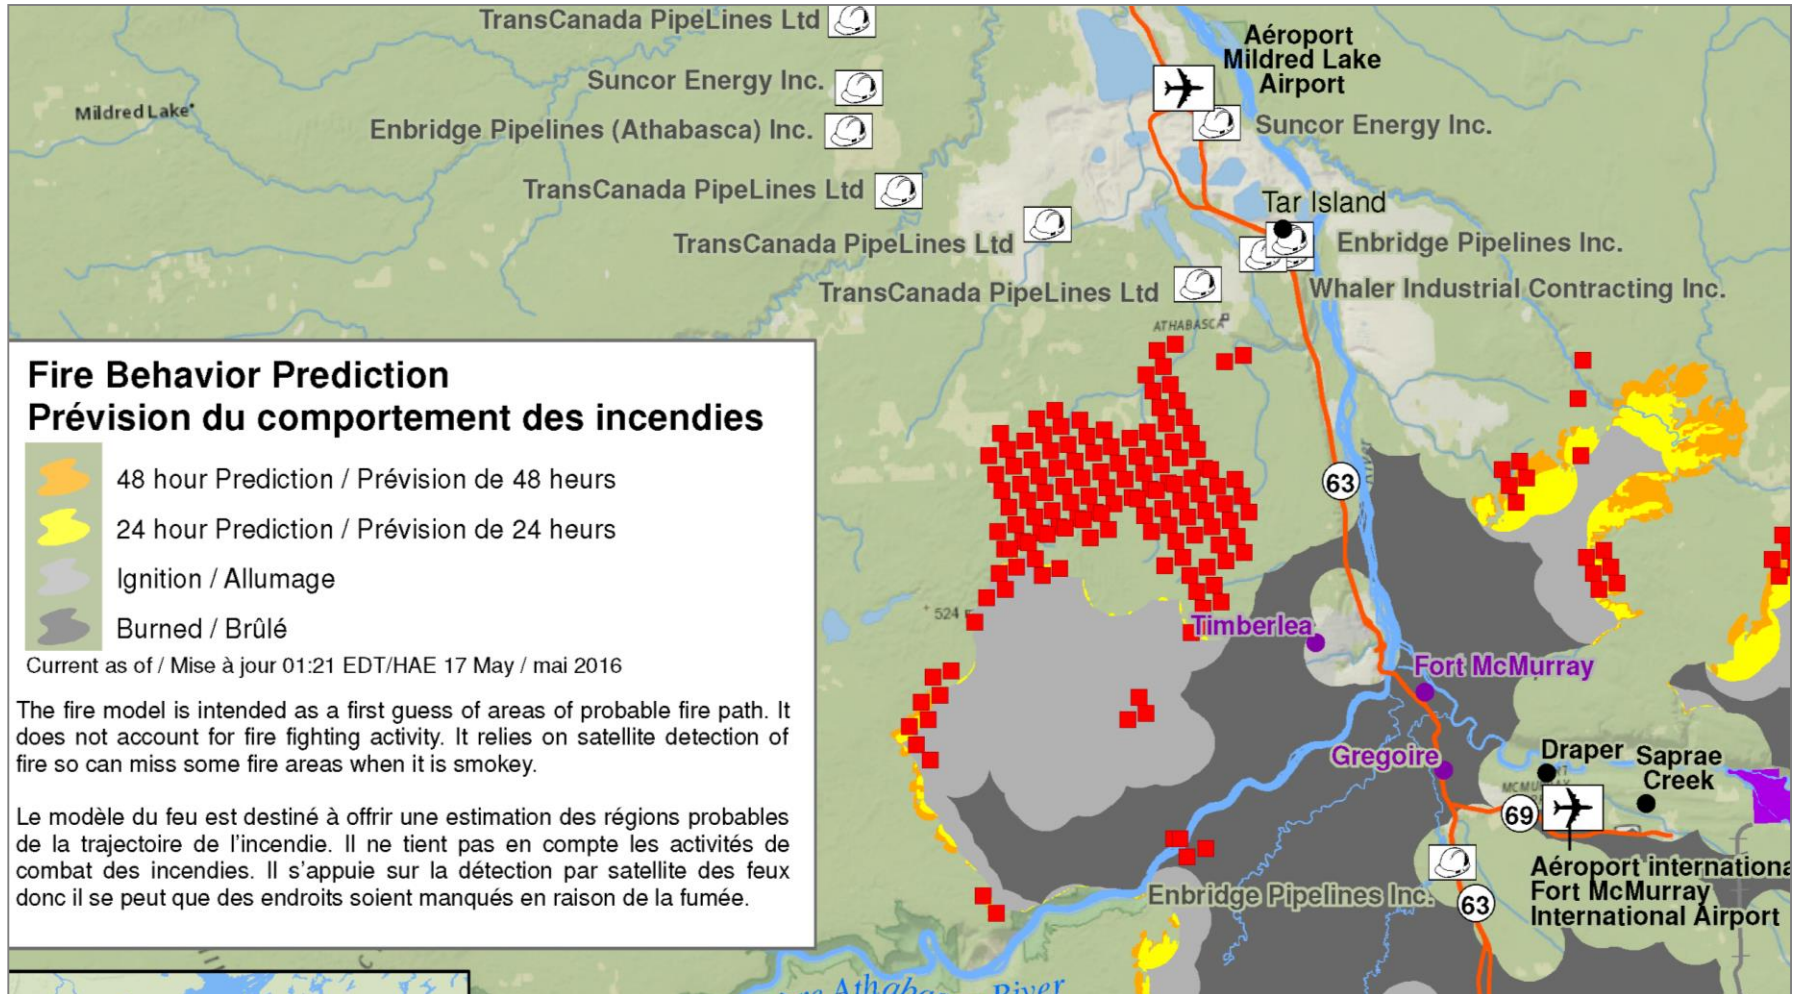 TransCanada PipeLines Ltd
Aéroport
Mildred Lake
Airport
Suncor Energy Inc.
Mildred Lake
Enbridge Pipelines (Athabasca) Inc.
Suncor Energy Inc.
TransCanada PipeLines Ltd
Tar Island
TransCanada PipeLines Ltd
Enbridge Pipelines Inc.
TransCanada PipeLines Ltd
Whaler Industrial Contracting Inc.
ATHABASCA
Fire Behavior Prediction
Prévision du comportement des incendies
48 hour Prediction / Prévision de 48 heurs
24 hour Prediction / Prévision de 24 heurs
Ignition / Allumage
Burned / Brûlé
Current as of / Mise à jour 01:21 EDT/HAE 17 May / mai 2016
The fire model is intended as a first guess of areas of probable fire path. It
does not account for fire fighting activity. It relies on satellite detection of
fire so can miss some fire areas when it is smokey.
Le modèle du feu est destiné à offrir une estimation des régions probables
de la trajectoire de l'incendie. Il ne tient pas en compte les activités de
combat des incendies. Il s'appuie sur la détection par satellite des feux
donc il se peut que des endroits soient manqués en raison de la fumée.
63
River
524
Timberlea
Fort McMurray
Gregoire
Draper
Saprae
Creek
69
Aéroport internationa
Fort McMurray
International Airport
Enbridge Pipelines Inc.
63
River